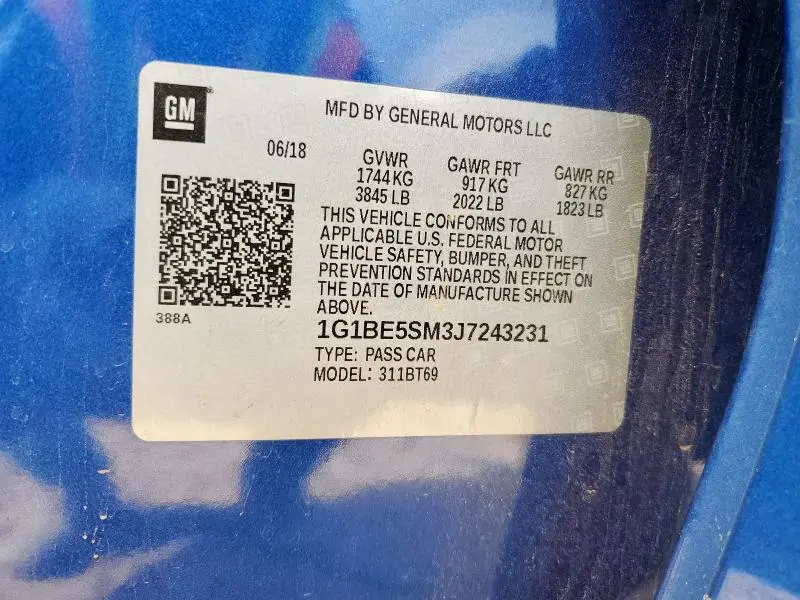 GM
MFD BY GENERAL MOTORS LLC
06/18
GVWR GAWR FRT GAWR RR
1744 KG 917 KG 827 KG
3845 LB 2022 LB 1823 LB
THIS VEHICLE CONFORMS TO ALL
APPLICABLE U.S. FEDERAL MOTOR
VEHICLE SAFETY, BUMPER, AND THEFT
PREVENTION STANDARDS IN EFFECT ON
THE DATE OF MANUFACTURE SHOWN
ABOVE.
388A
1G1BE5SM3J7243231
TYPE: PASS CAR
MODEL: 311BT69